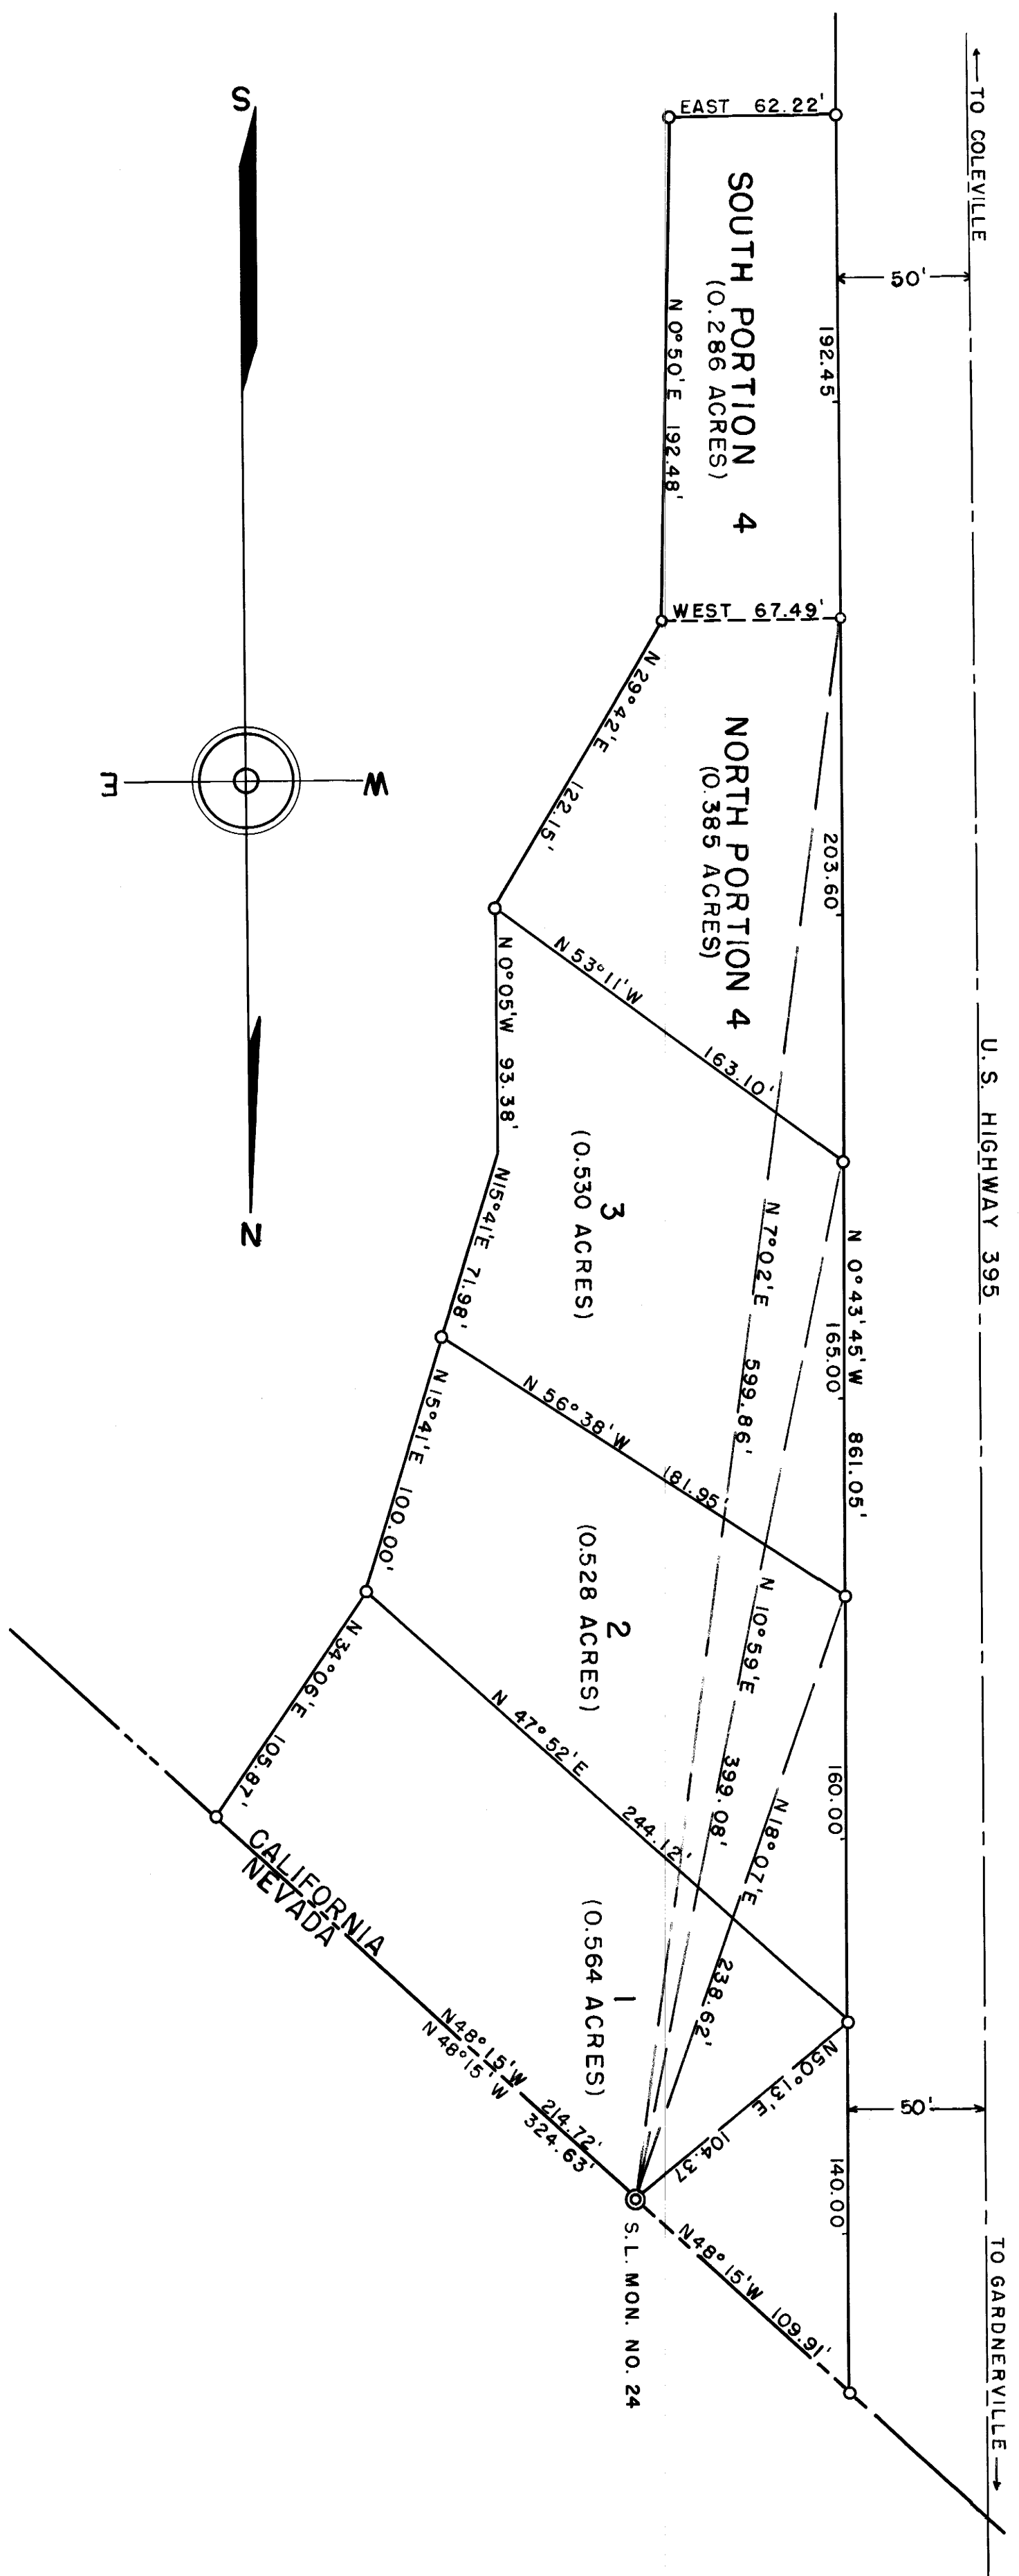 ← TO COLEVILLE
U. S. HIGHWAY 395
TO GARDNERVILLE →
50'
50'
EAST 62.22'
192.45'
SOUTH PORTION 4
(0.286 ACRES)
N 0°50'E 192.48'
WEST 67.49'
203.60'
NORTH PORTION 4
(0.385 ACRES)
N 29°42'E 122.15'
N 53°11'W 163.10'
N 0°43'45"W 861.05'
165.00'
N 7°02'E 599.86'
N 0°05'W 93.38'
3
(0.530 ACRES)
N15°41'E 71.98'
N 56°38'W 181.95'
N 10°59'E 399.08'
N 15°41'E 100.00'
2
(0.528 ACRES)
160.00'
N 18°07'E 238.62'
N 47°52'E 244.12'
N 34°06'E 105.87'
1
(0.564 ACRES)
N50°13'E 104.37
140.00'
CALIFORNIA
NEVADA
N48°15'W 214.72'
N 48°15'W 324.63'
S.L. MON. NO. 24
N48°15'W 109.91'
S
W
E
N